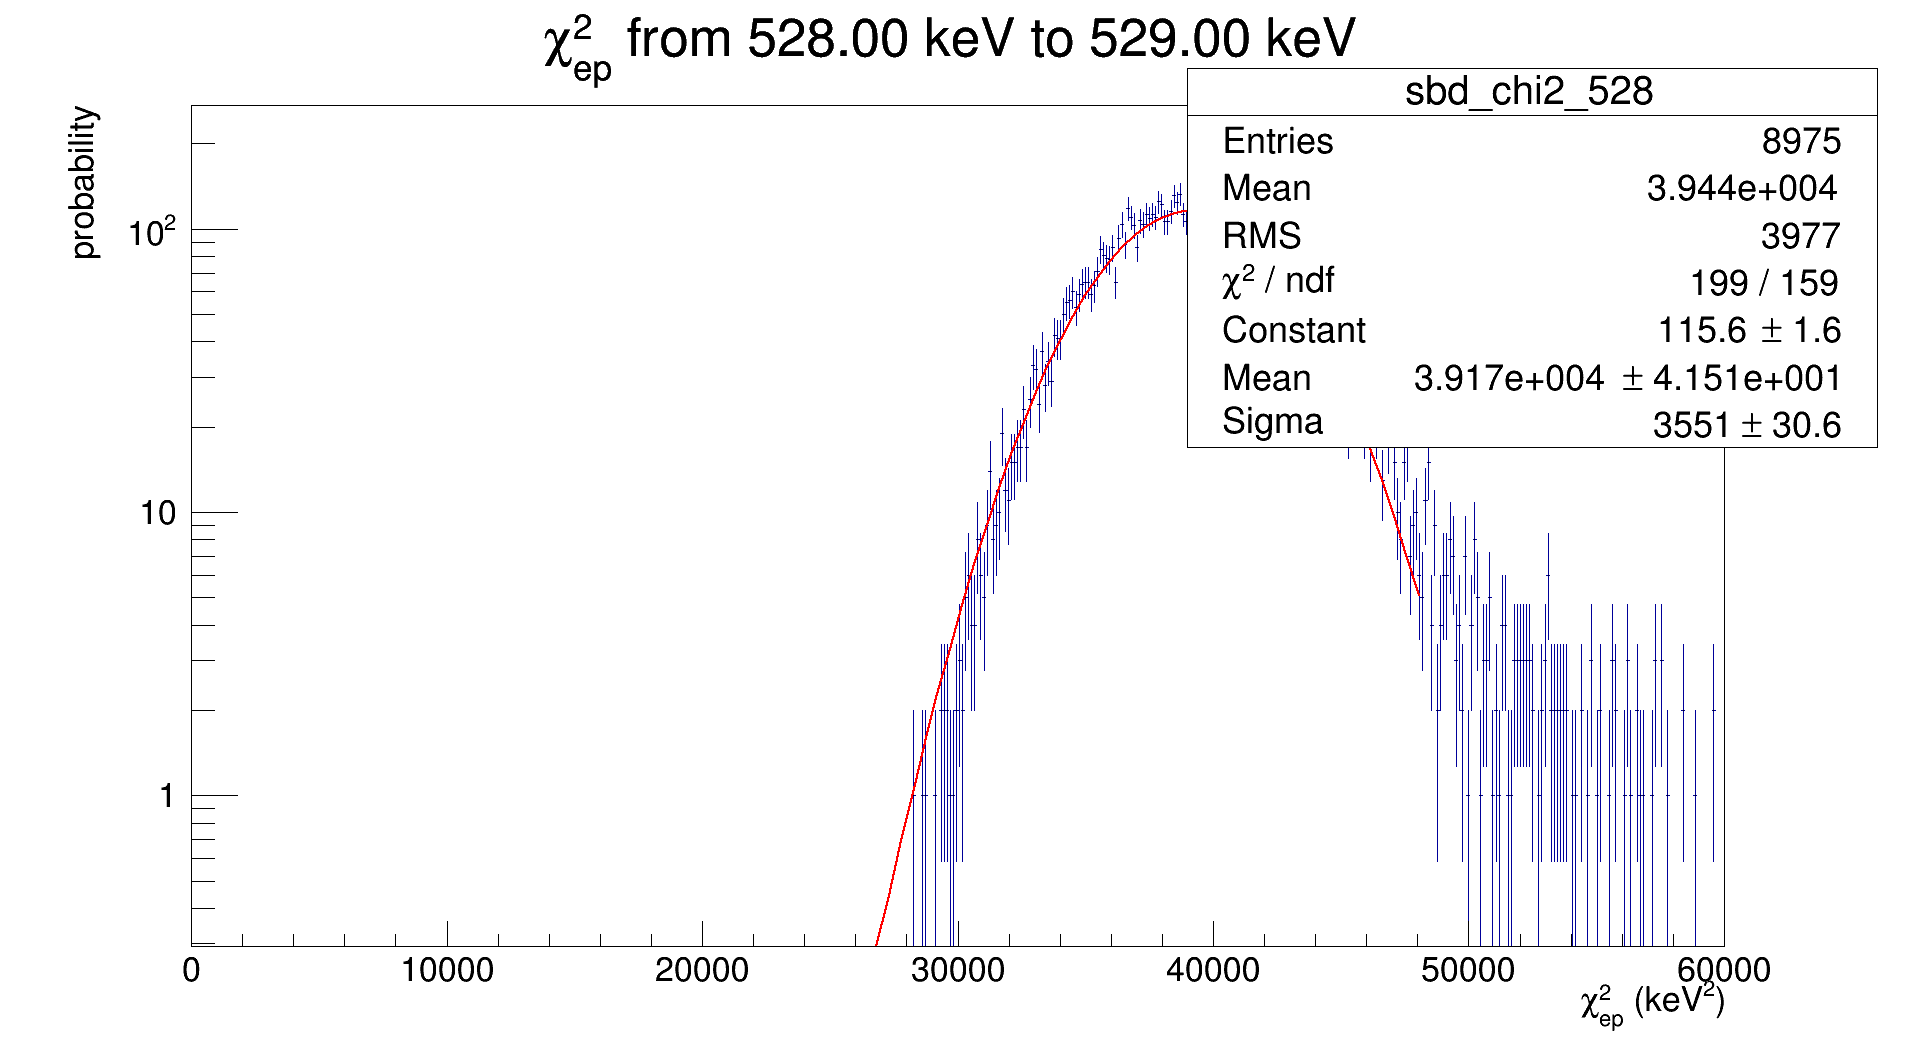 χ²ep from 528.00 keV to 529.00 keV
probability
sbd_chi2_528
Entries 8975
Mean 3.944e+004
RMS 3977
χ² / ndf 199 / 159
Constant 115.6 ± 1.6
Mean 3.917e+004 ± 4.151e+001
Sigma 3551 ± 30.6
10²
10
1
0 10000 20000 30000 40000 50000 60000
χ²ep (keV²)